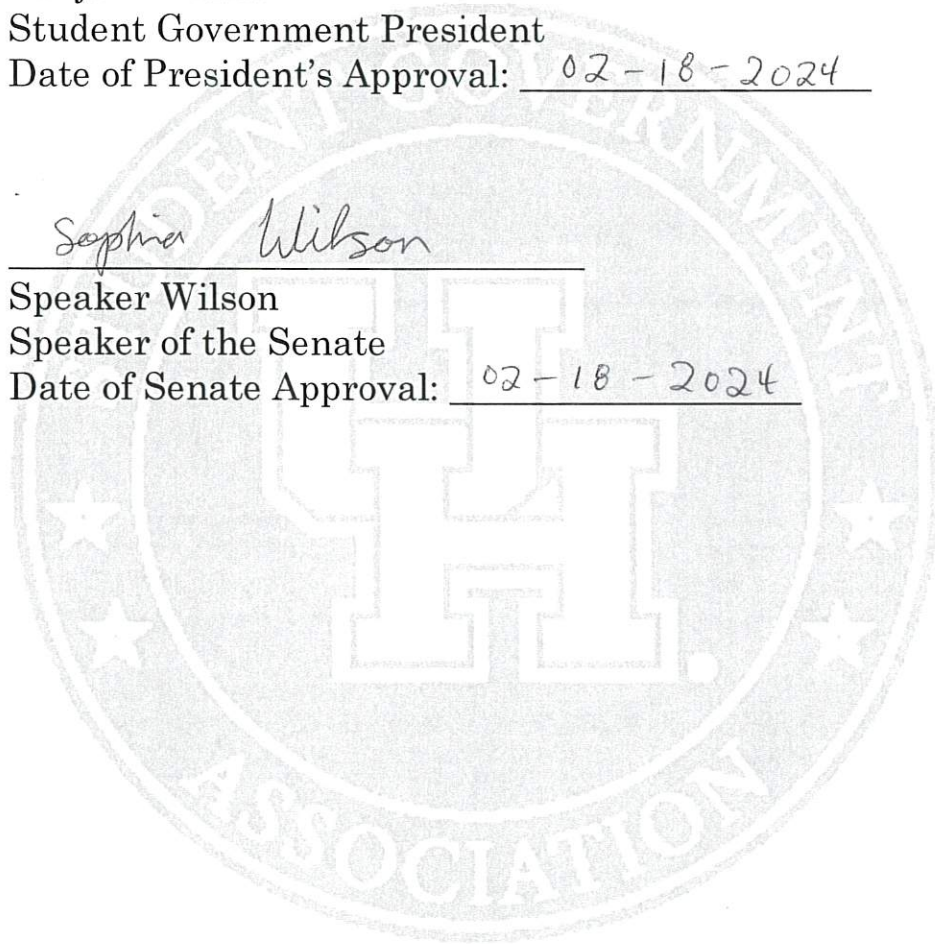 Student Government President
Date of President's Approval: 02-18-2024
Sophia Wilson
Speaker Wilson
Speaker of the Senate
Date of Senate Approval: 02-18-2024
STUDENT GOVERNMENT
UH
ASSOCIATION